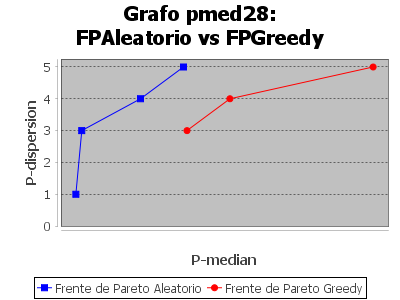 Grafo pmed28:
FPAleatorio vs FPGreedy
5
4
3
2
1
0
P-dispersion
P-median
Frente de Pareto Aleatorio Frente de Pareto Greedy